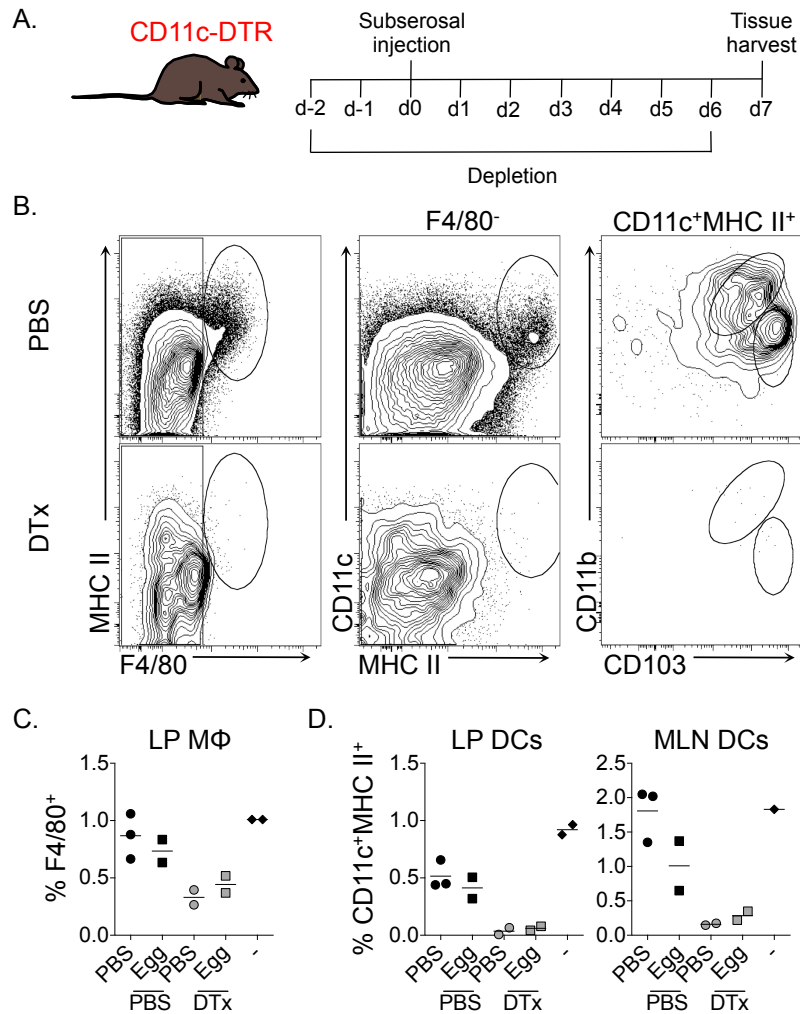 A.
CD11c-DTR
Subserosal
injection
Tissue
harvest
d-2 d-1 d0 d1 d2 d3 d4 d5 d6 d7
Depletion
B.
F4/80- CD11c+MHC II+
PBS
DTx
MHC II
F4/80
CD11c
MHC II
CD11b
CD103
C.
LP MΦ
% F4/80+
1.5
1.0
0.5
0.0
PBS Egg PBS Egg -
PBS DTx
D.
LP DCs
% CD11c+MHC II+
1.5
1.0
0.5
0.0
PBS Egg PBS Egg -
PBS DTx
MLN DCs
2.5
2.0
1.5
1.0
0.5
0.0
PBS Egg PBS Egg -
PBS DTx